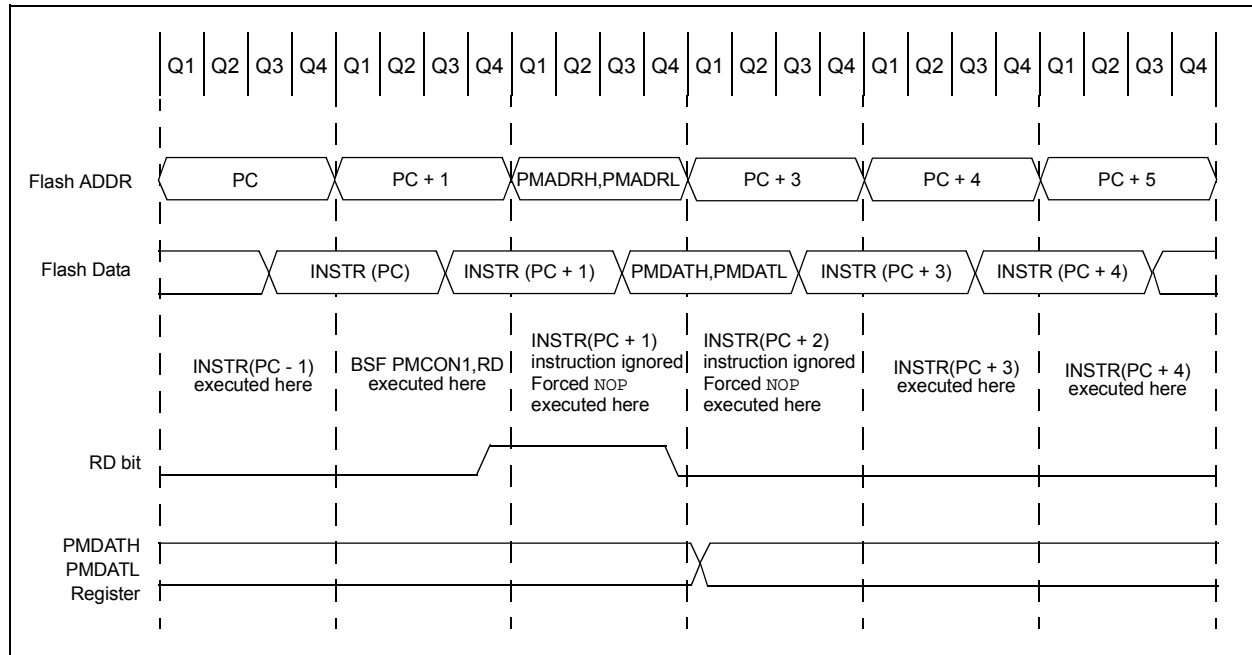 Q1 Q2 Q3 Q4 Q1 Q2 Q3 Q4 Q1 Q2 Q3 Q4 Q1 Q2 Q3 Q4 Q1 Q2 Q3 Q4 Q1 Q2 Q3 Q4
Flash ADDR PC PC + 1 PMADRH,PMADRL PC + 3 PC + 4 PC + 5
Flash Data INSTR (PC) INSTR (PC + 1) PMDATH,PMDATL INSTR (PC + 3) INSTR (PC + 4)
INSTR(PC - 1)
executed here
BSF PMCON1,RD
executed here
INSTR(PC + 1)
instruction ignored
Forced NOP
executed here
INSTR(PC + 2)
instruction ignored
Forced NOP
executed here
INSTR(PC + 3)
executed here
INSTR(PC + 4)
executed here
RD bit
PMDATH
PMDATL
Register